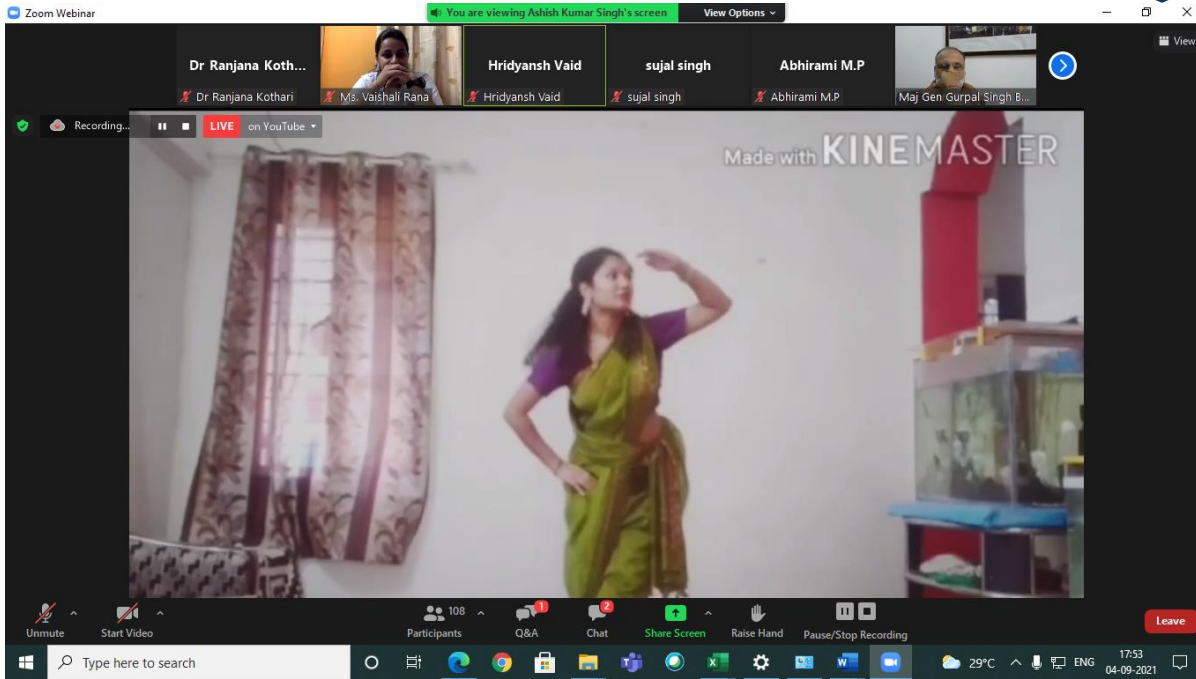 Zoom Webinar
You are viewing Ashish Kumar Singh's screen
View Options
View
Dr Ranjana Koth...
Hridyansh Vaid
sujal singh
Abhirami M.P
Dr Ranjana Kothari
Ms. Vaishali Rana
Hridyansh Vaid
sujal singh
Abhirami M.P
Maj Gen Gurpal Singh B...
Recording...
LIVE on YouTube
Made with KINEMASTER
Unmute
Start Video
108
Participants
1
Q&A
2
Chat
Share Screen
Raise Hand
Pause/Stop Recording
Leave
Type here to search
29°C
ENG
17:53
04-09-2021